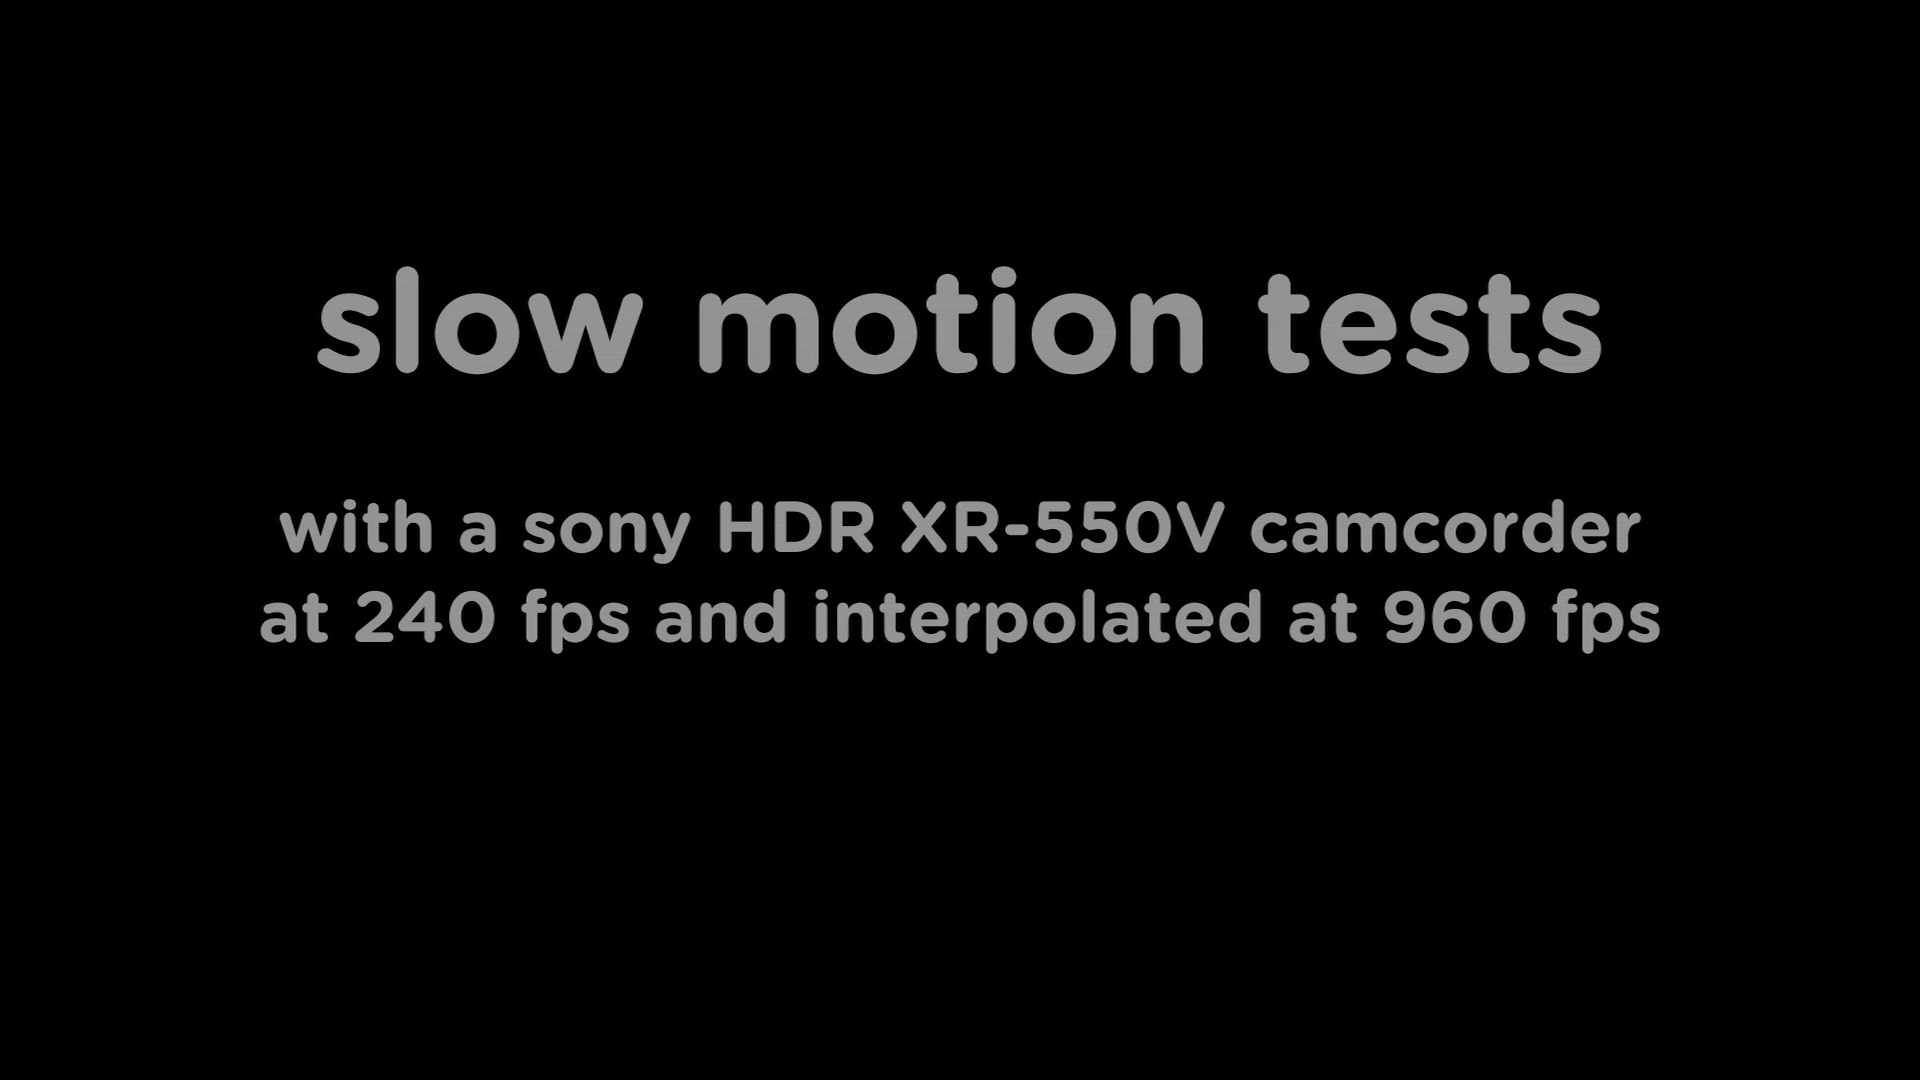 slow motion tests
with a sony HDR XR-550V camcorder
at 240 fps and interpolated at 960 fps